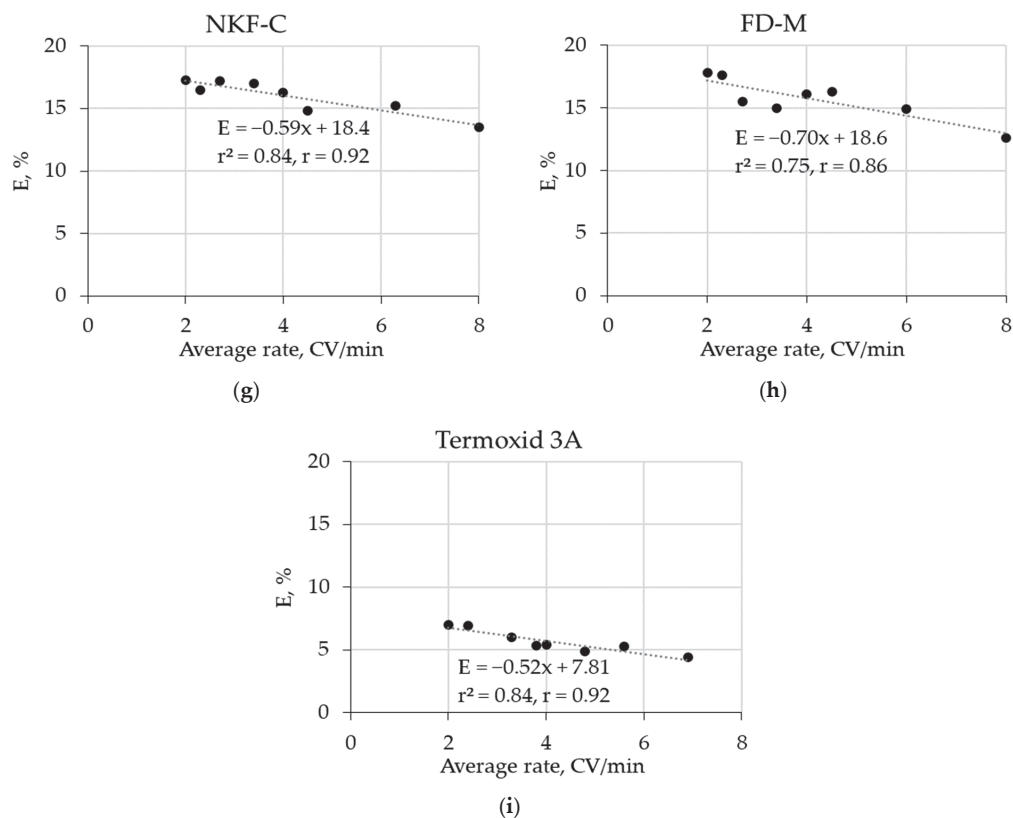 NKF-C
20
15
10
5
0
E, %
E = −0.59x + 18.4
r² = 0.84, r = 0.92
0 2 4 6 8
Average rate, CV/min
(g)
FD-M
20
15
10
5
0
E, %
E = −0.70x + 18.6
r² = 0.75, r = 0.86
0 2 4 6 8
Average rate, CV/min
(h)
Termoxid 3A
20
15
10
5
0
E, %
E = −0.52x + 7.81
r² = 0.84, r = 0.92
0 2 4 6 8
Average rate, CV/min
(i)